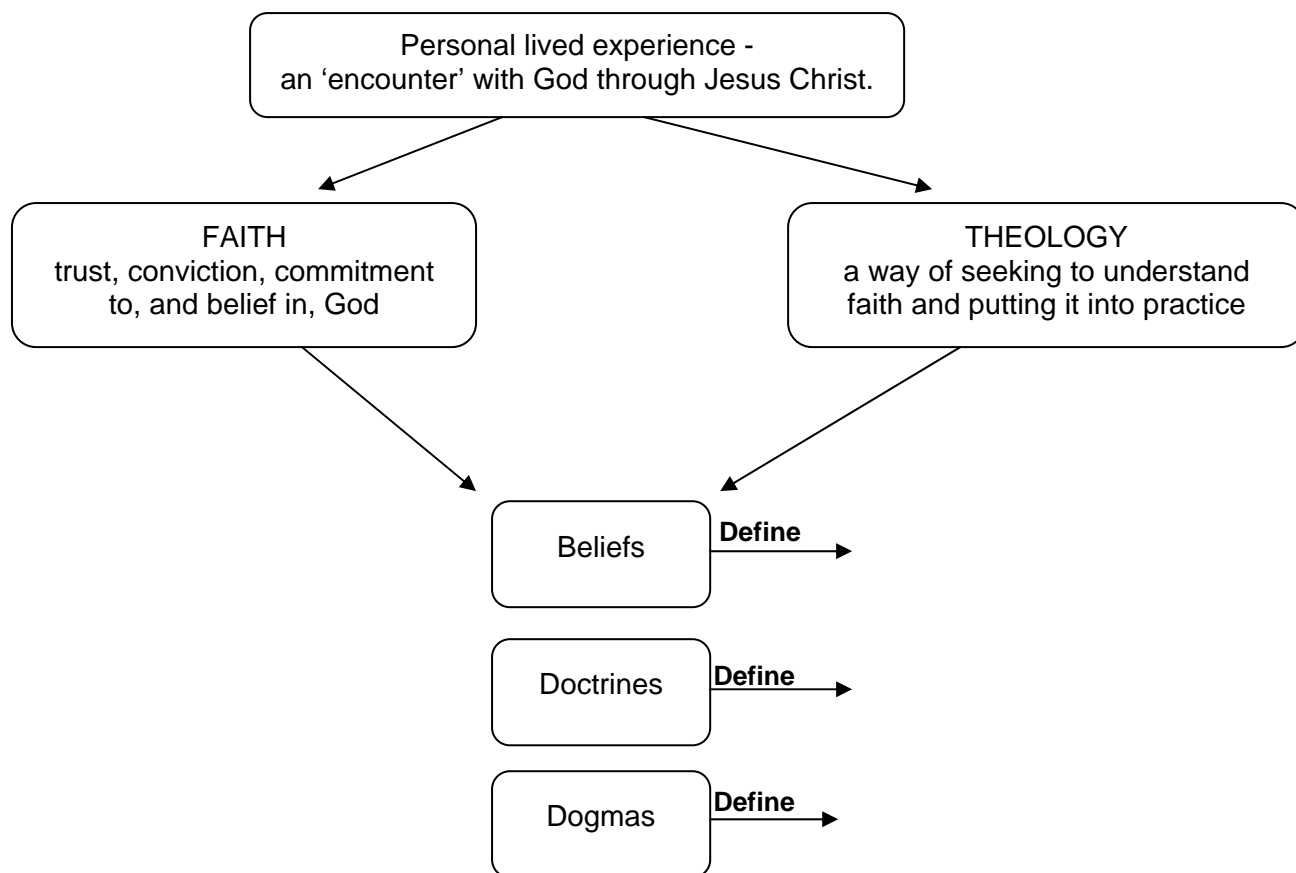 Personal lived experience -
an ‘encounter’ with God through Jesus Christ.
FAITH
trust, conviction, commitment
to, and belief in, God
THEOLOGY
a way of seeking to understand
faith and putting it into practice
Beliefs
Define
Doctrines
Define
Dogmas
Define